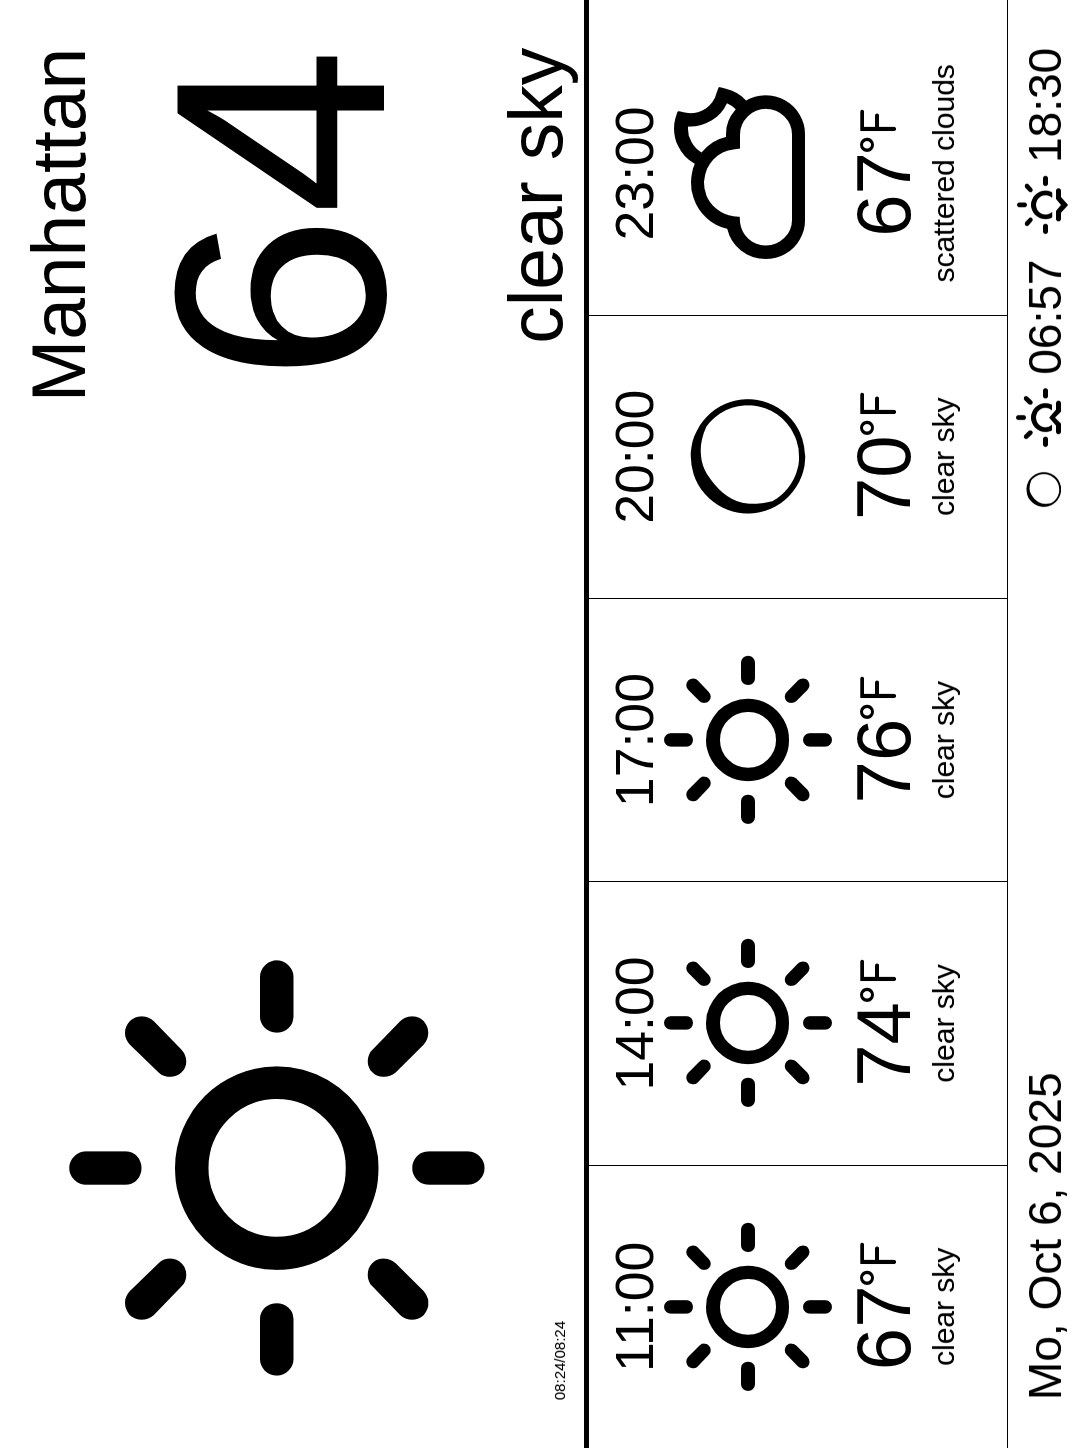 Manhattan
64
clear sky
08:24/08:24
11:00 14:00 17:00 20:00 23:00
67°F 74°F 76°F 70°F 67°F
clear sky clear sky clear sky clear sky scattered clouds
Mo, Oct 6, 2025 06:57 18:30